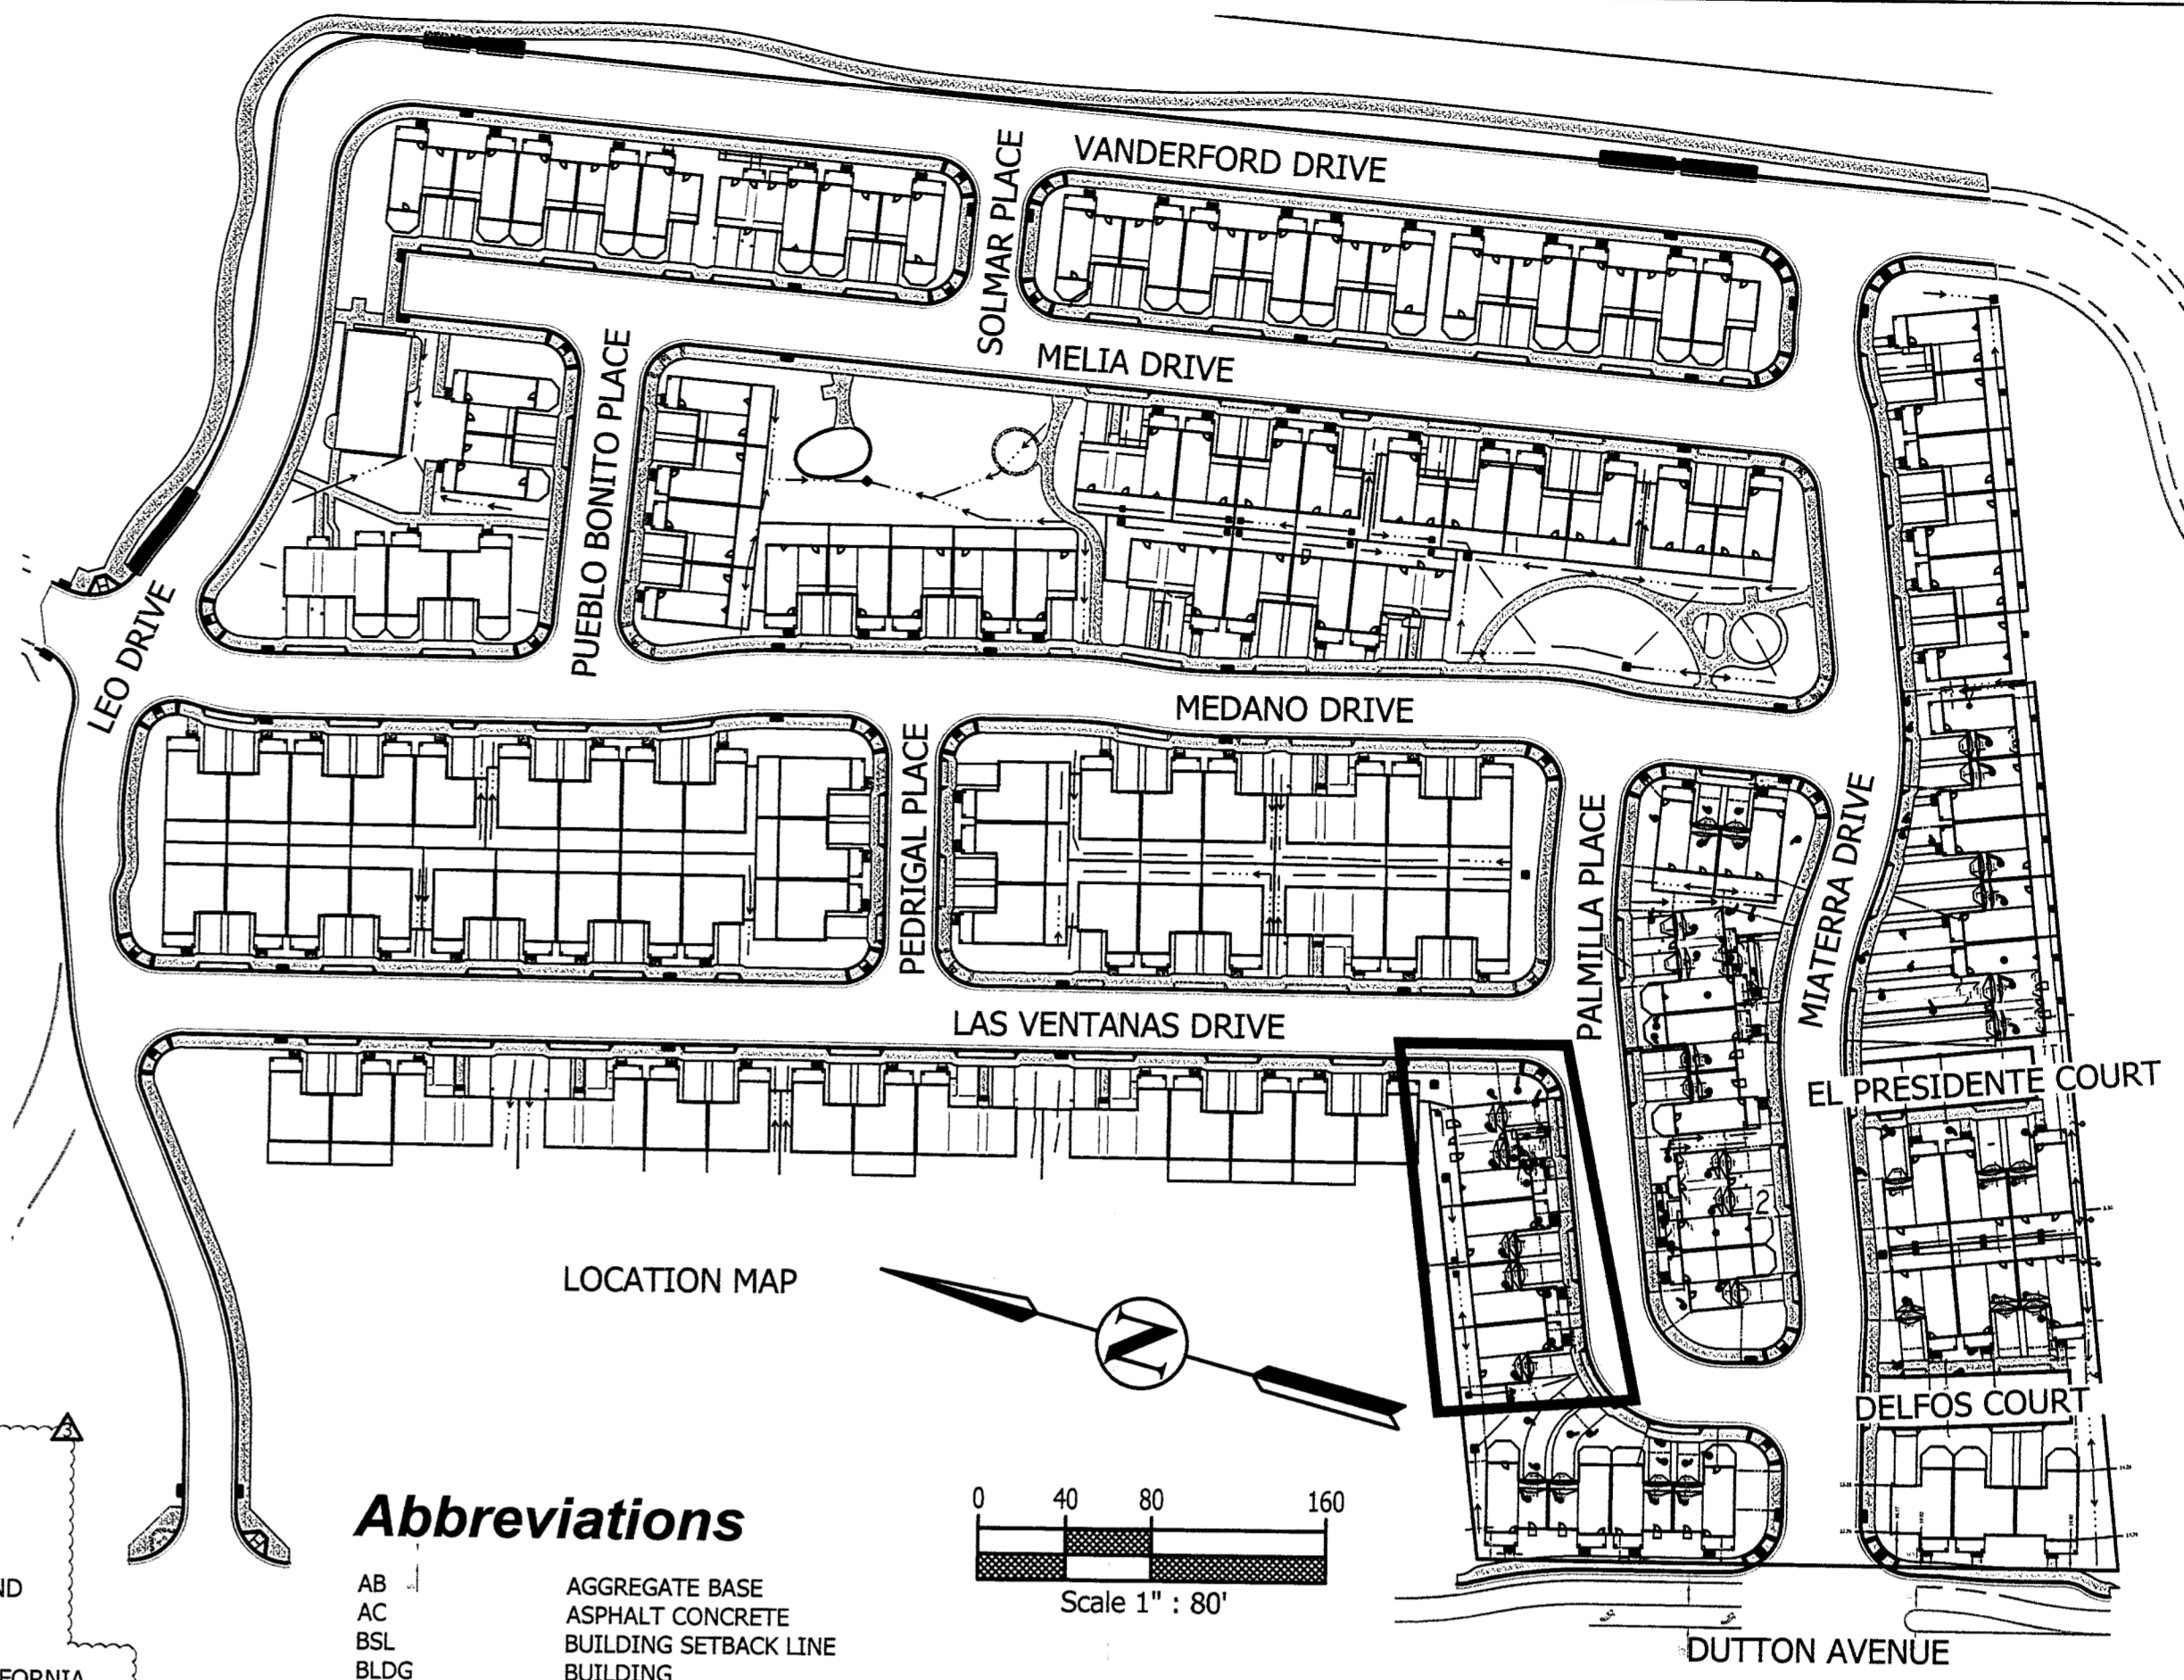 VANDERFORD DRIVE
SOLMAR PLACE
MELIA DRIVE
PUEBLO BONITO PLACE
LEO DRIVE
MEDANO DRIVE
PEDRIGAL PLACE
PALMILLA PLACE
MIATERRA DRIVE
LAS VENTANAS DRIVE
EL PRESIDENTE COURT
2
LOCATION MAP
N
DELFOS COURT
3
Abbreviations
0 40 80 160
Scale 1" : 80'
AB AGGREGATE BASE
AC ASPHALT CONCRETE
BSL BUILDING SETBACK LINE
BLDG BUILDING
ND
FORNIA
DUTTON AVENUE